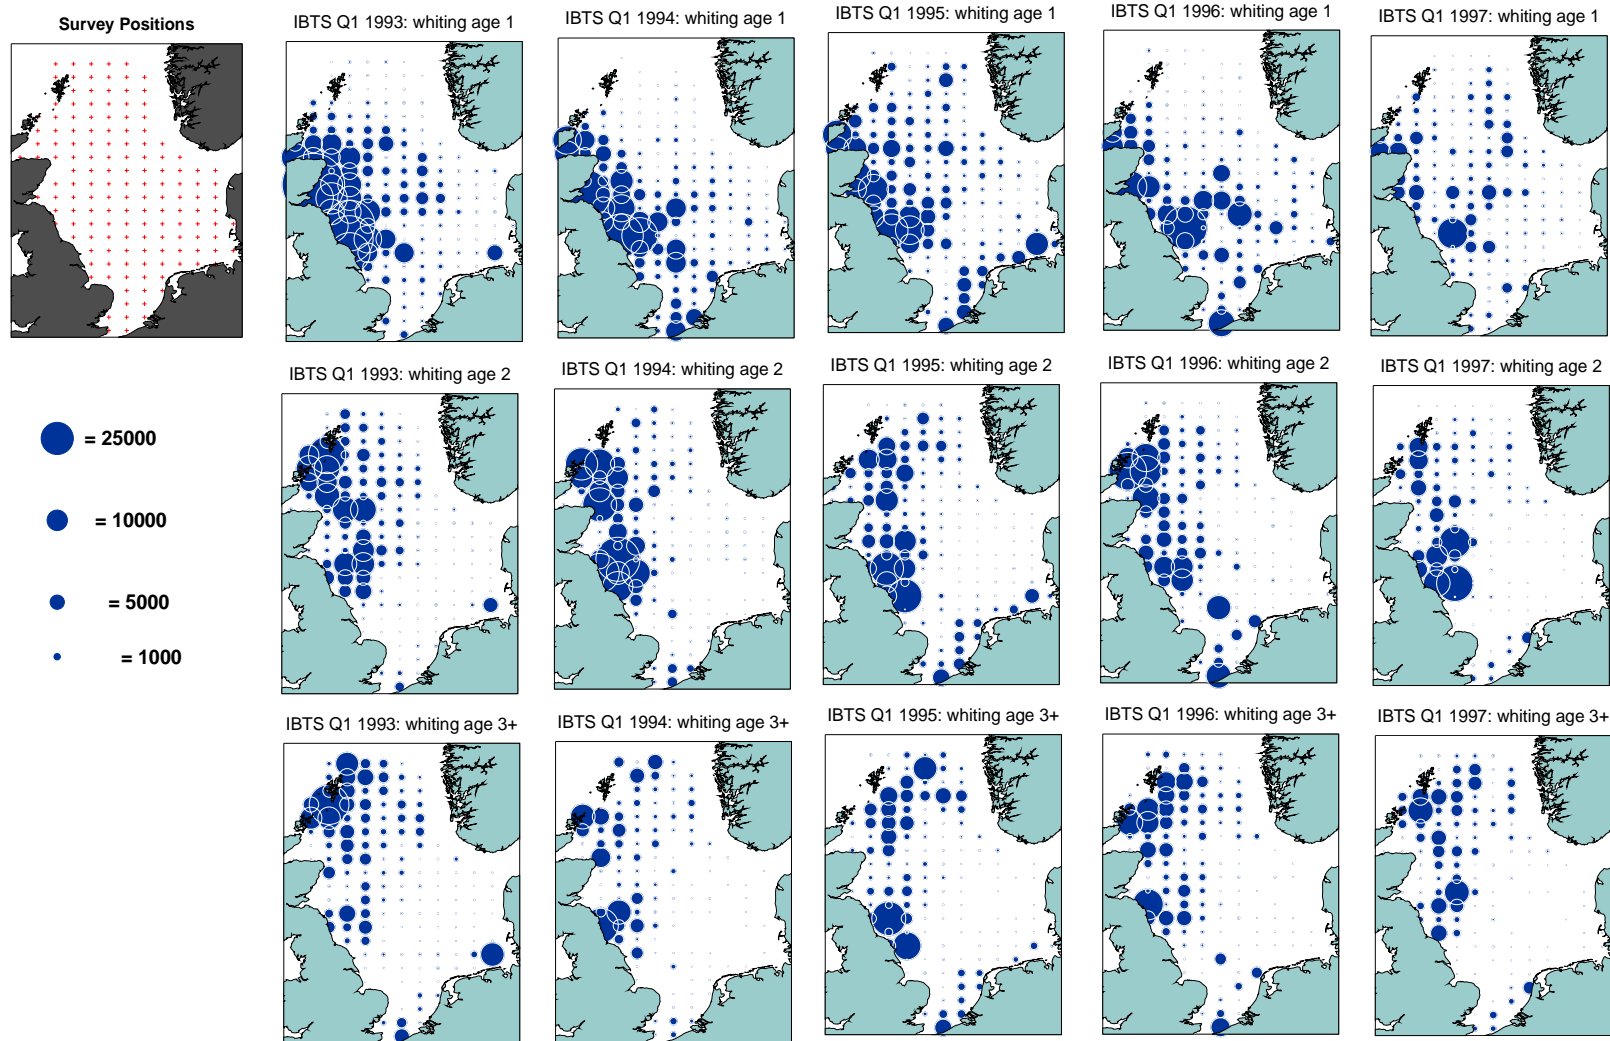 Survey Positions
IBTS Q1 1993: whiting age 1
IBTS Q1 1994: whiting age 1
IBTS Q1 1995: whiting age 1
IBTS Q1 1996: whiting age 1
IBTS Q1 1997: whiting age 1
IBTS Q1 1993: whiting age 2
IBTS Q1 1994: whiting age 2
IBTS Q1 1995: whiting age 2
IBTS Q1 1996: whiting age 2
IBTS Q1 1997: whiting age 2
= 25000
= 10000
= 5000
= 1000
IBTS Q1 1993: whiting age 3+
IBTS Q1 1994: whiting age 3+
IBTS Q1 1995: whiting age 3+
IBTS Q1 1996: whiting age 3+
IBTS Q1 1997: whiting age 3+